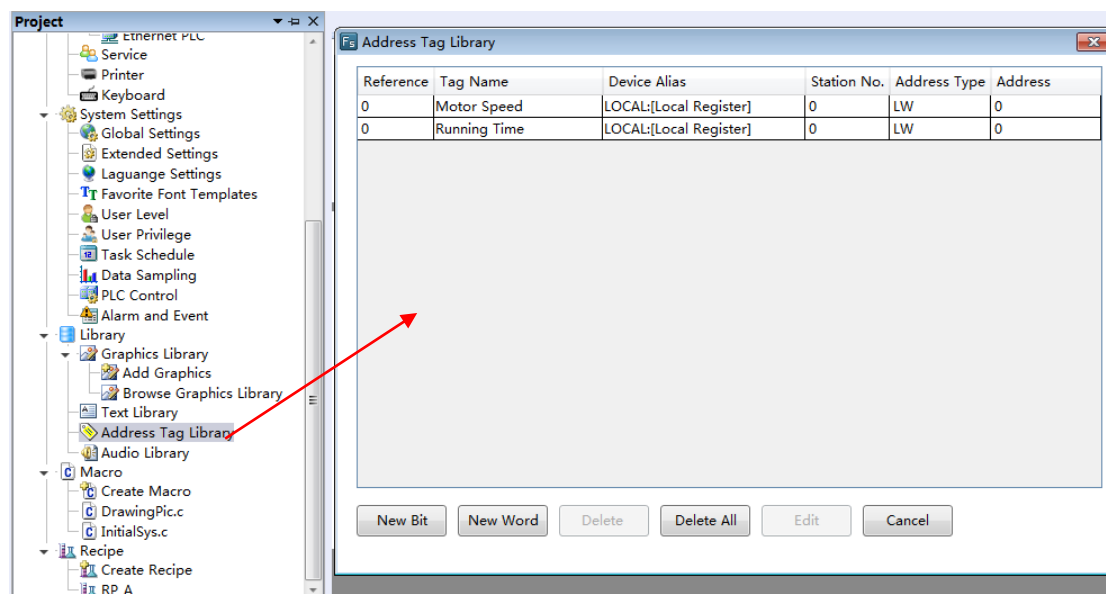 Project
Ethernet PLC
Service
Printer
Keyboard
System Settings
Global Settings
Extended Settings
Laguange Settings
Favorite Font Templates
User Level
User Privilege
Task Schedule
Data Sampling
PLC Control
Alarm and Event
Library
Graphics Library
Add Graphics
Browse Graphics Library
Text Library
Address Tag Library
Audio Library
Macro
Create Macro
DrawingPic.c
InitialSys.c
Recipe
Create Recipe
RP_A
Address Tag Library
Reference Tag Name Device Alias Station No. Address Type Address
0 Motor Speed LOCAL:[Local Register] 0 LW 0
0 Running Time LOCAL:[Local Register] 0 LW 0
New Bit New Word Delete Delete All Edit Cancel